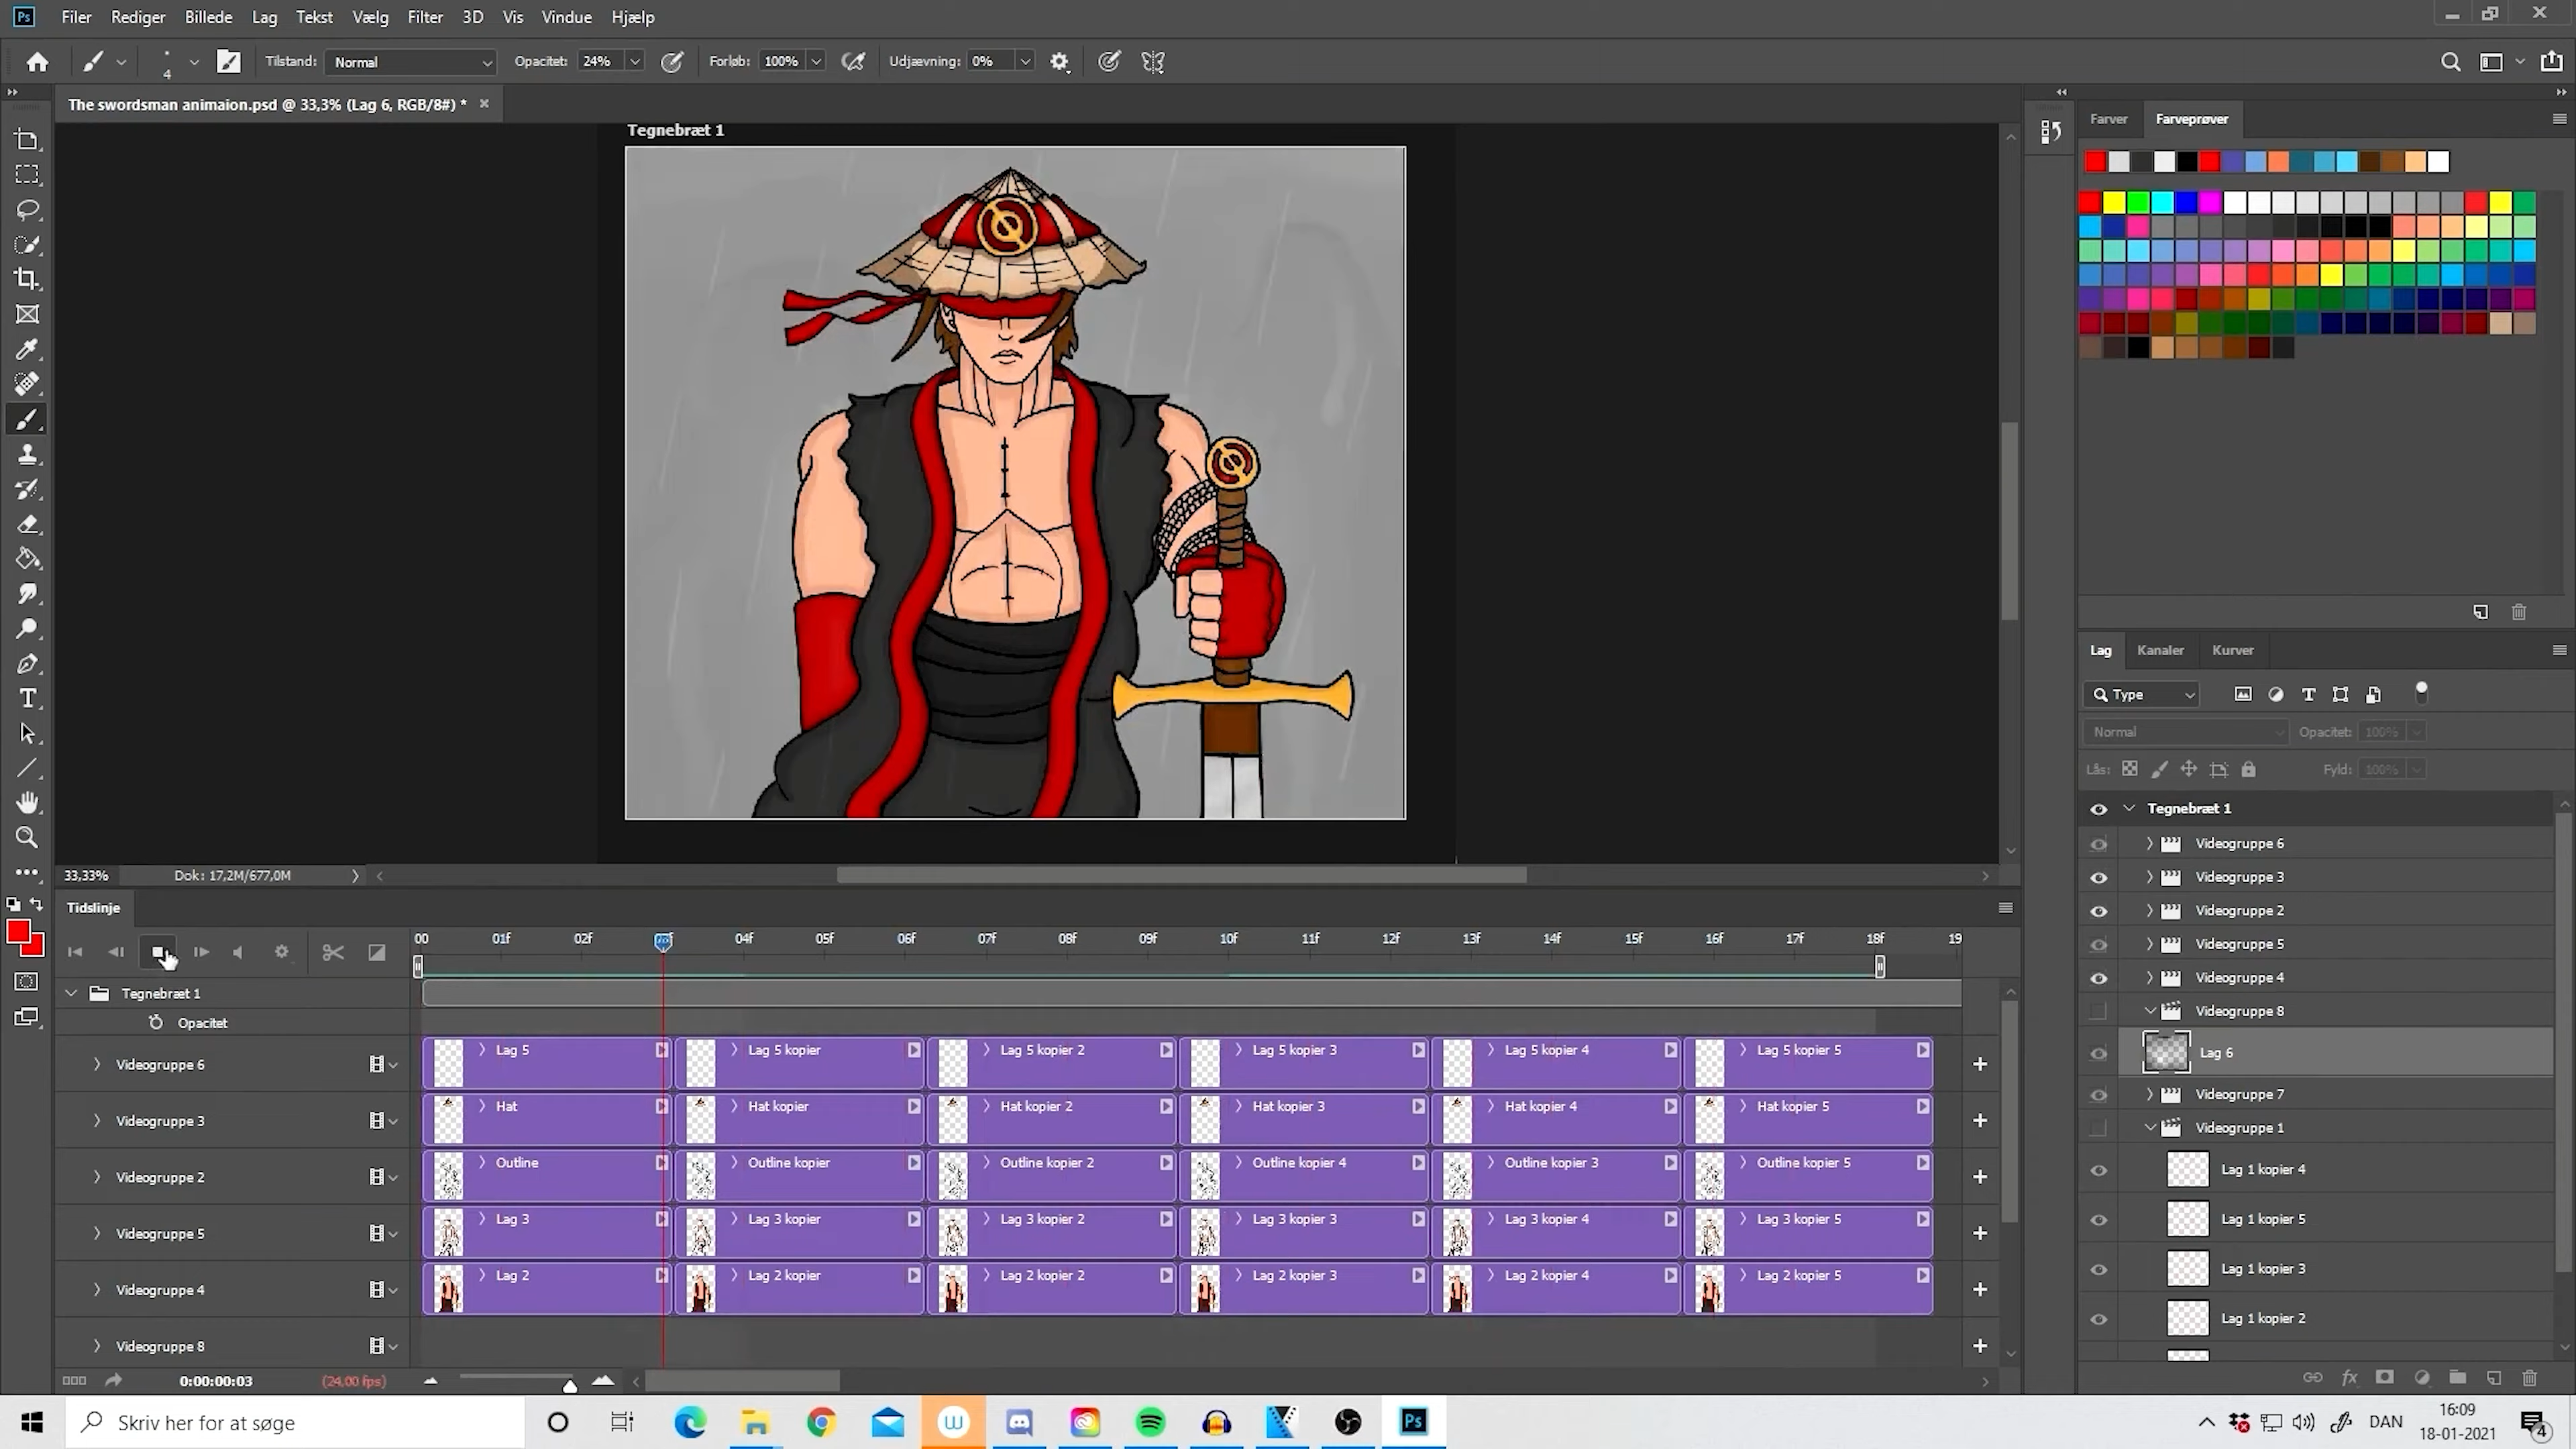 Ps Filer Rediger Billede Lag Tekst Vælg Filter 3D Vis Vindue Hjælp
4 Tilstand: Normal Opacitet: 24% Forløb: 100% Udjævning: 0%
The swordsman animaion.psd @ 33,3% (Lag 6, RGB/8#) *
Tegnebræt 1
Farver Farveprøver
33,33% Dok: 17,2M/677,0M
Lag Kanaler Kurver
Type
Normal Opacitet: 100%
Lås: Fyld: 100%
Tegnebræt 1
Videogruppe 6
Videogruppe 3
Videogruppe 2
Videogruppe 5
Videogruppe 4
Videogruppe 8
Lag 6
Videogruppe 7
Videogruppe 1
Lag 1 kopier 4
Lag 1 kopier 5
Lag 1 kopier 3
Lag 1 kopier 2
fx
Tidslinje
00 01f 02f 04f 05f 06f 07f 08f 09f 10f 11f 12f 13f 14f 15f 16f 17f 18f 19
Tegnebræt 1
Opacitet
Videogruppe 6 Lag 5 Lag 5 kopier Lag 5 kopier 2 Lag 5 kopier 3 Lag 5 kopier 4 Lag 5 kopier 5
Videogruppe 3 Hat Hat kopier Hat kopier 2 Hat kopier 3 Hat kopier 4 Hat kopier 5
Videogruppe 2 Outline Outline kopier Outline kopier 2 Outline kopier 4 Outline kopier 3 Outline kopier 5
Videogruppe 5 Lag 3 Lag 3 kopier Lag 3 kopier 2 Lag 3 kopier 3 Lag 3 kopier 4 Lag 3 kopier 5
Videogruppe 4 Lag 2 Lag 2 kopier Lag 2 kopier 2 Lag 2 kopier 3 Lag 2 kopier 4 Lag 2 kopier 5
Videogruppe 8
0:00:00:03 (24,00 fps)
Skriv her for at søge
W
Ps
DAN
16:09
18-01-2021
4